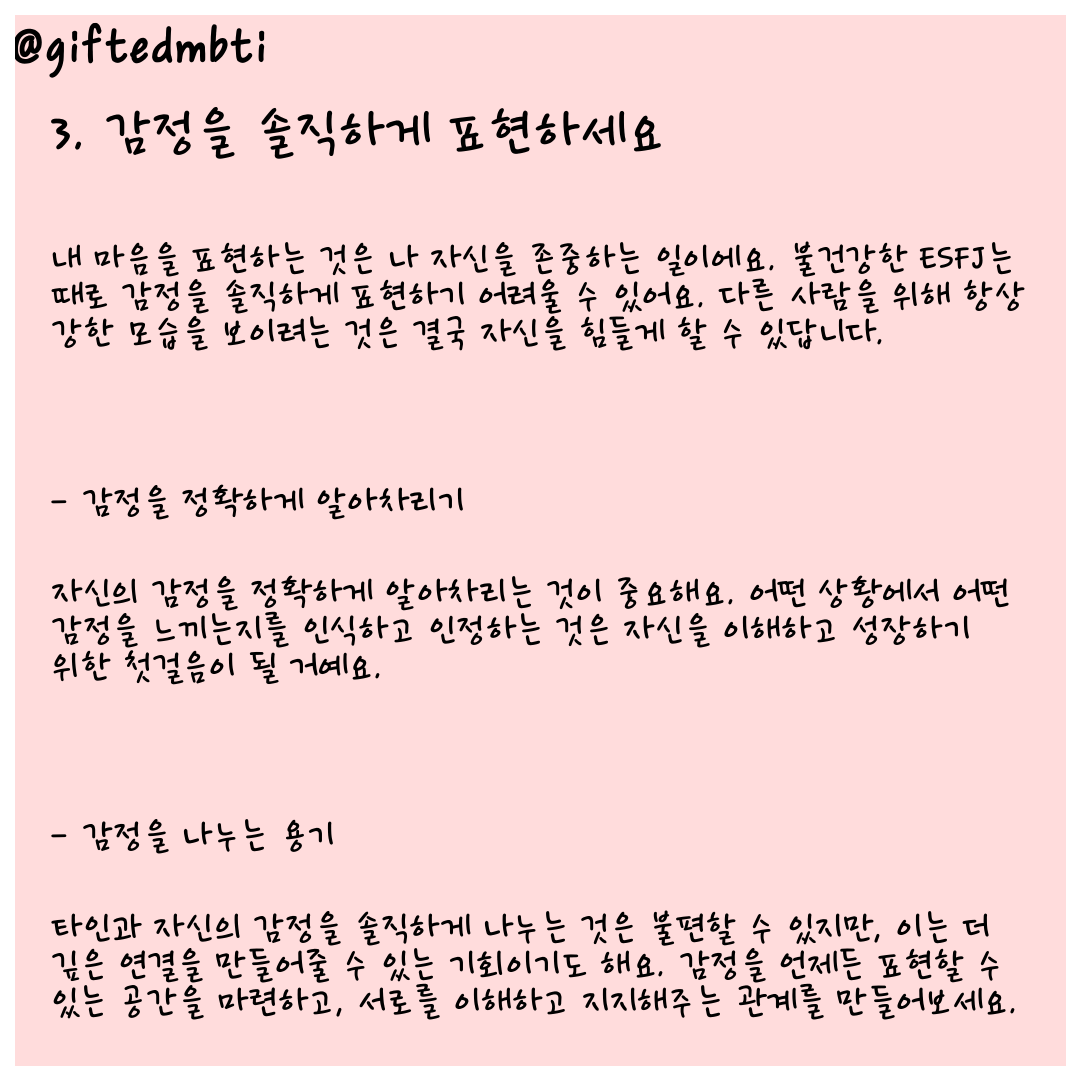 @giftedmbti
3. 감정을 솔직하게 표현하세요
내 마음을 표현하는 것은 나 자신을 존중하는 일이에요. 불건강한 ESFJ는
때로 감정을 솔직하게 표현하기 어려울 수 있어요. 다른 사람을 위해 항상
강한 모습을 보이려는 것은 결국 자신을 힘들게 할 수 있답니다.
- 감정을 정확하게 알아차리기
자신의 감정을 정확하게 알아차리는 것이 중요해요. 어떤 상황에서 어떤
감정을 느끼는지를 인식하고 인정하는 것은 자신을 이해하고 성장하기
위한 첫걸음이 될 거예요.
- 감정을 나누는 용기
타인과 자신의 감정을 솔직하게 나누는 것은 불편할 수 있지만, 이는 더
깊은 연결을 만들어줄 수 있는 기회이기도 해요. 감정을 언제든 표현할 수
있는 공간을 마련하고, 서로를 이해하고 지지해주는 관계를 만들어보세요.